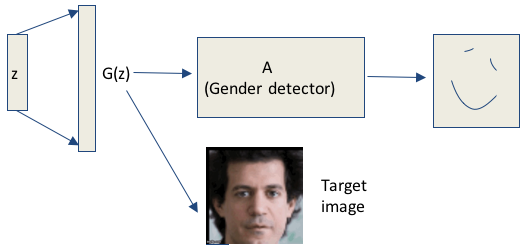 z
G(z)
A
(Gender detector)
Target
image